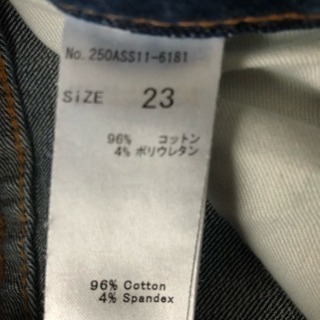 No. 250ASS11-6181
SiZE 23
96% コットン
4% ポリウレタン
96% Cotton
4% Spandex